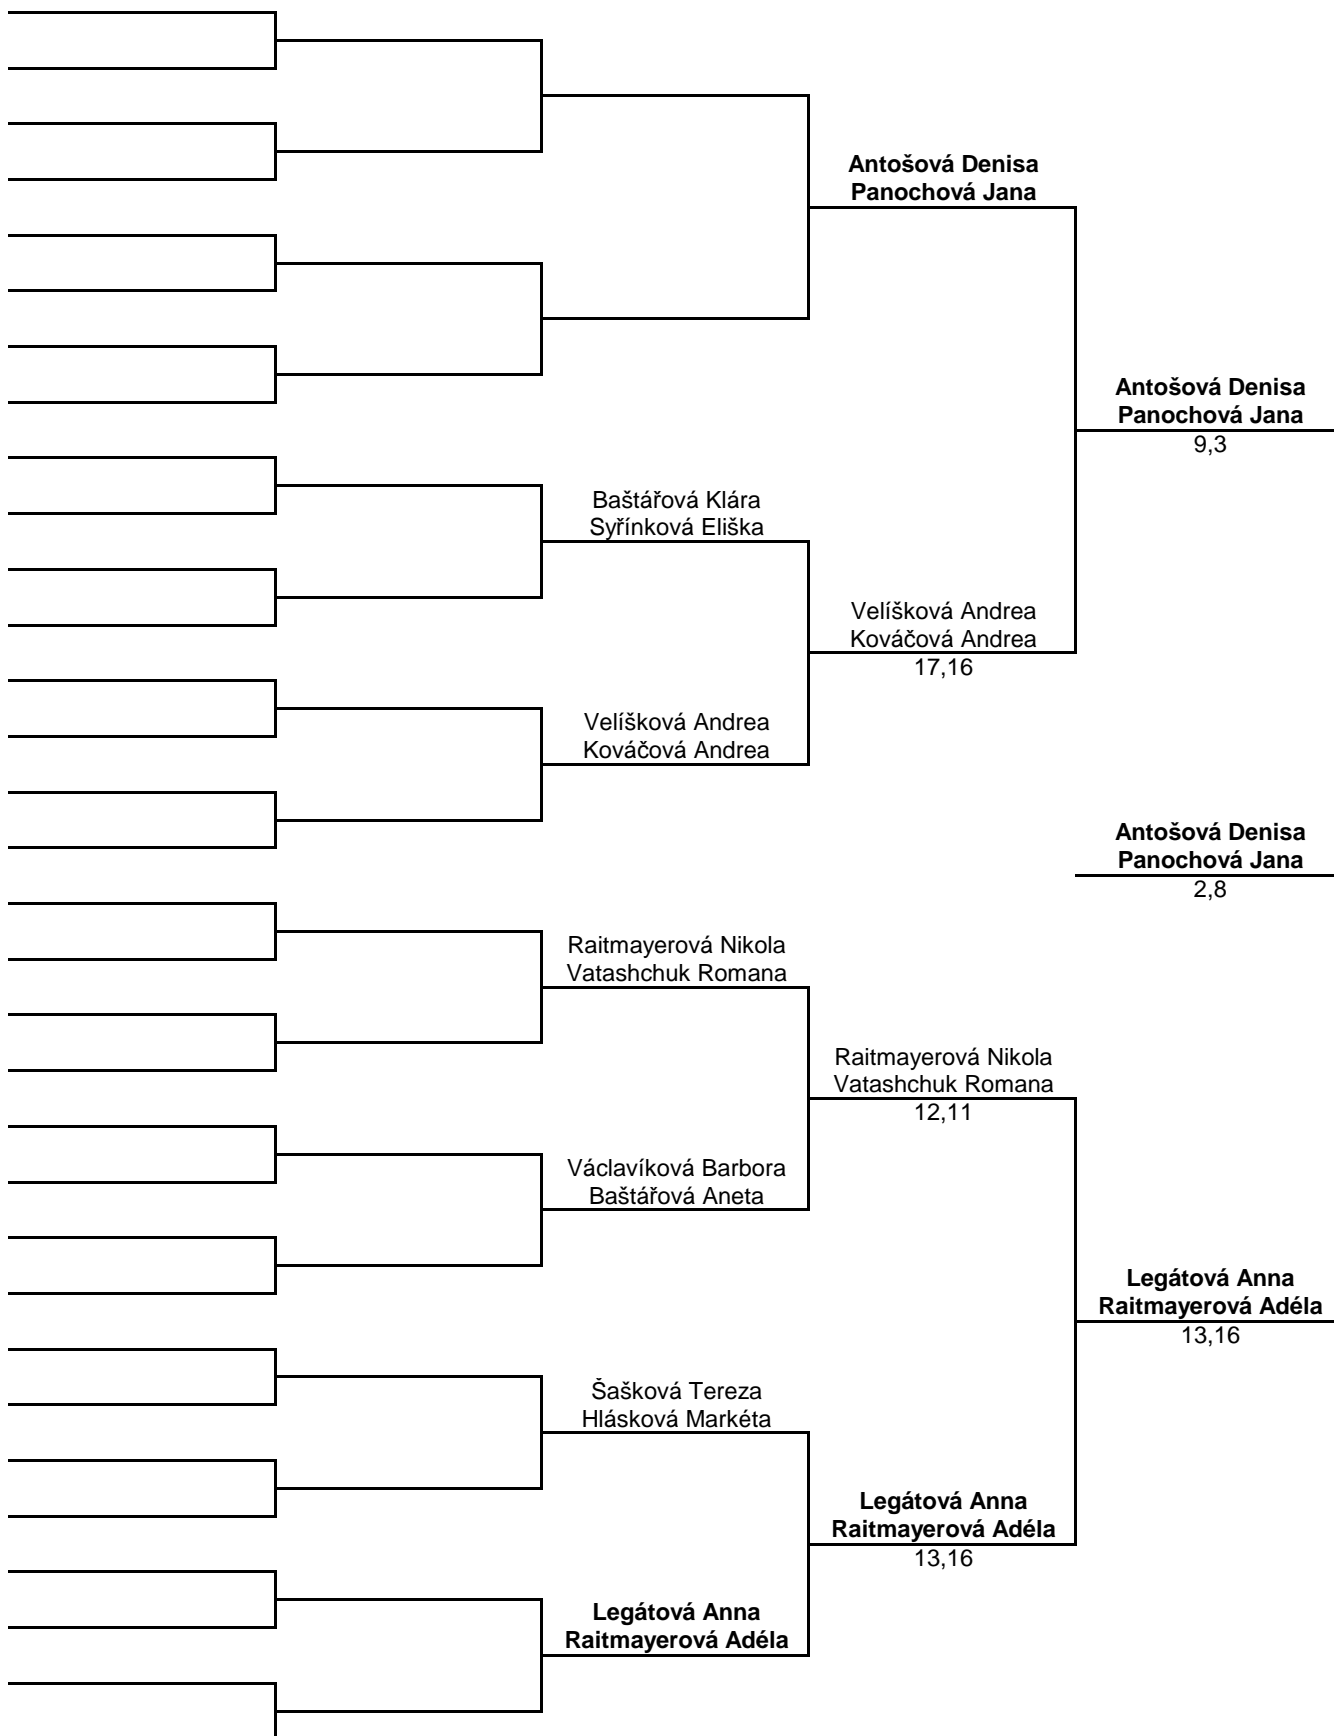 Antošová Denisa
Panochová Jana
Antošová Denisa
Panochová Jana
9,3
Baštářová Klára
Syřínková Eliška
Velíšková Andrea
Kováčová Andrea
17,16
Velíšková Andrea
Kováčová Andrea
Antošová Denisa
Panochová Jana
2,8
Raitmayerová Nikola
Vatashchuk Romana
Raitmayerová Nikola
Vatashchuk Romana
12,11
Václavíková Barbora
Baštářová Aneta
Legátová Anna
Raitmayerová Adéla
13,16
Šašková Tereza
Hlásková Markéta
Legátová Anna
Raitmayerová Adéla
13,16
Legátová Anna
Raitmayerová Adéla